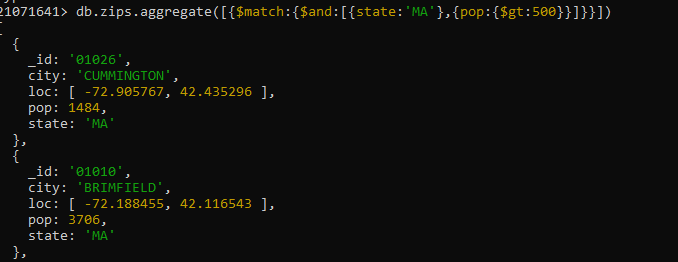 21071641> db.zips.aggregate([{$match:{$and:[{state:'MA'},{pop:{$gt:500}}]}}])
[
  {
    _id: '01026',
    city: 'CUMMINGTON',
    loc: [ -72.905767, 42.435296 ],
    pop: 1484,
    state: 'MA'
  },
  {
    _id: '01010',
    city: 'BRIMFIELD',
    loc: [ -72.188455, 42.116543 ],
    pop: 3706,
    state: 'MA'
  },